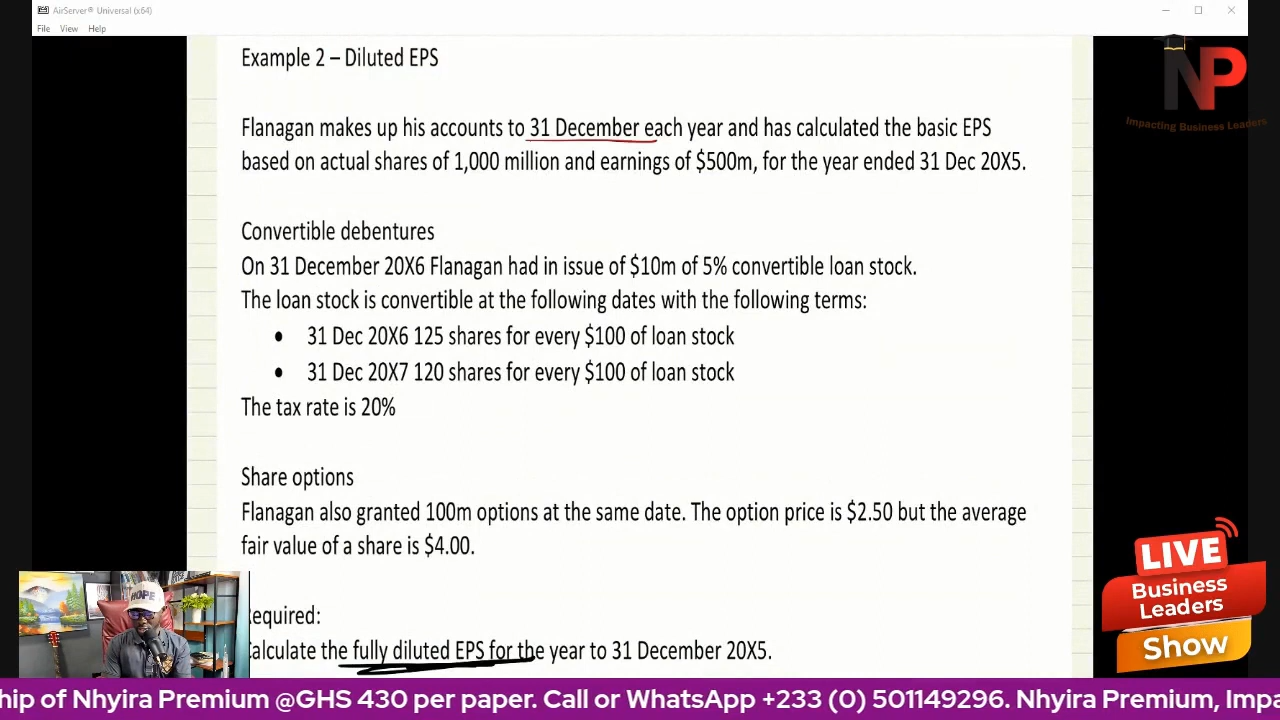 AirServer® Universal (x64)
File View Help
Example 2 – Diluted EPS
Flanagan makes up his accounts to 31 December each year and has calculated the basic EPS
based on actual shares of 1,000 million and earnings of $500m, for the year ended 31 Dec 20X5.
Convertible debentures
On 31 December 20X6 Flanagan had in issue of $10m of 5% convertible loan stock.
The loan stock is convertible at the following dates with the following terms:
• 31 Dec 20X6 125 shares for every $100 of loan stock
• 31 Dec 20X7 120 shares for every $100 of loan stock
The tax rate is 20%
Share options
Flanagan also granted 100m options at the same date. The option price is $2.50 but the average
fair value of a share is $4.00.
equired:
alculate the fully diluted EPS for the year to 31 December 20X5.
NP
Impacting Business Leaders
HOPE
LIVE
Business
Leaders
Show
hip of Nhyira Premium @GHS 430 per paper. Call or WhatsApp +233 (0) 501149296. Nhyira Premium, Impa